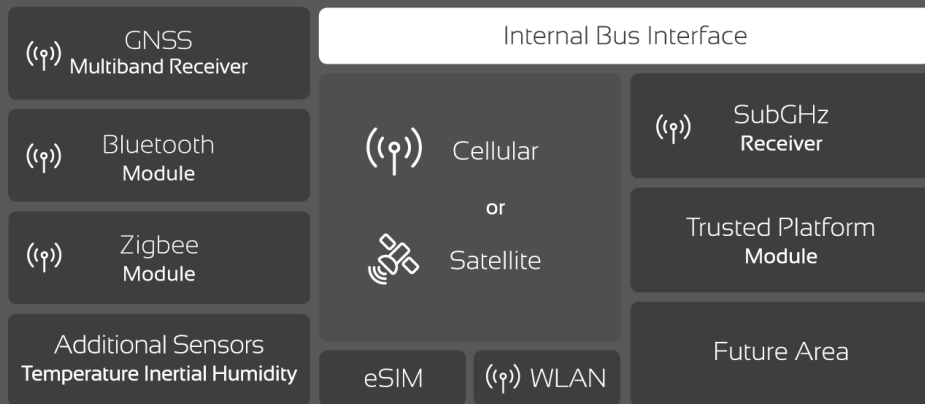 GNSS
Multiband Receiver
Bluetooth
Module
Zigbee
Module
Additional Sensors
Temperature Inertial Humidity
Internal Bus Interface
Cellular
or
Satellite
eSIM
WLAN
SubGHz
Receiver
Trusted Platform
Module
Future Area